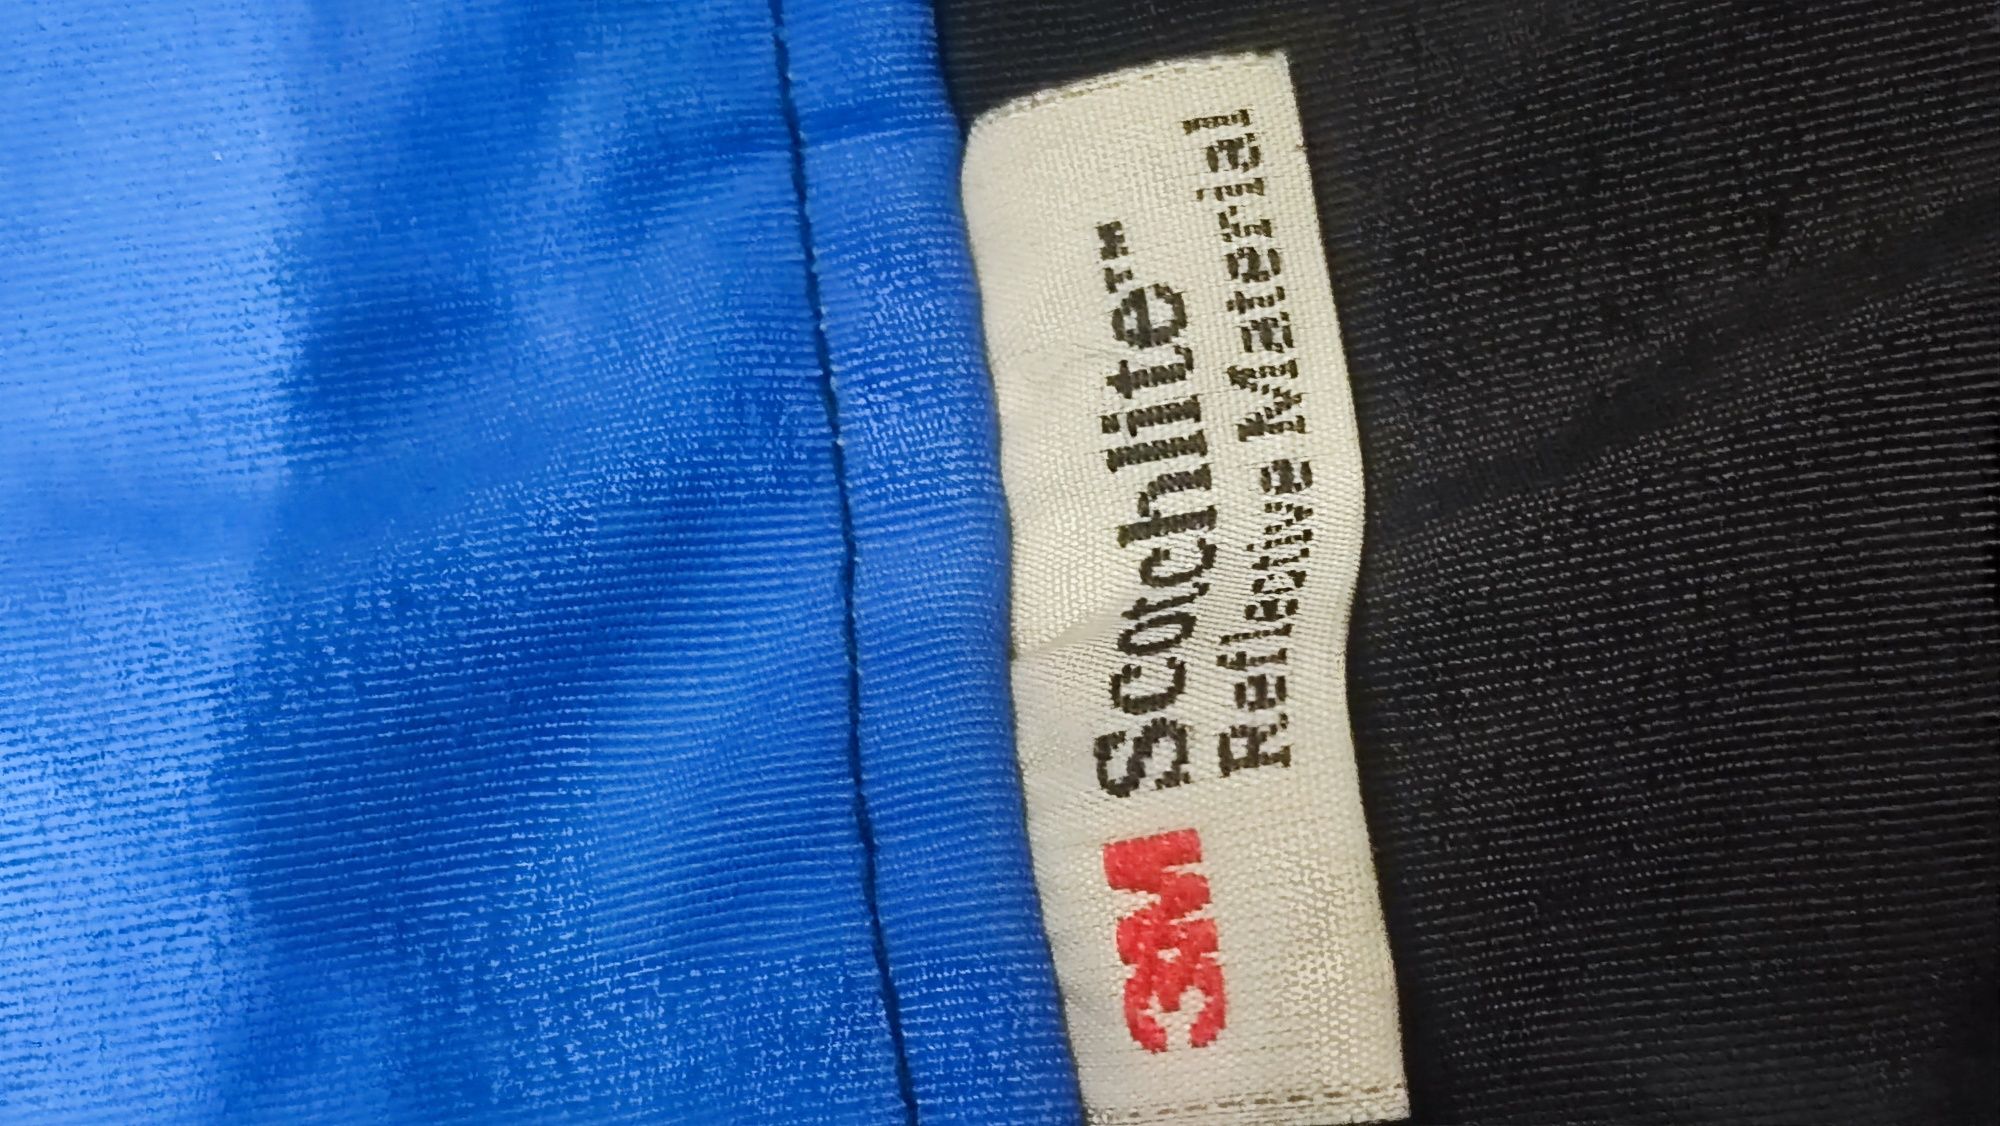 3M Scotchlite™
Reflective Material